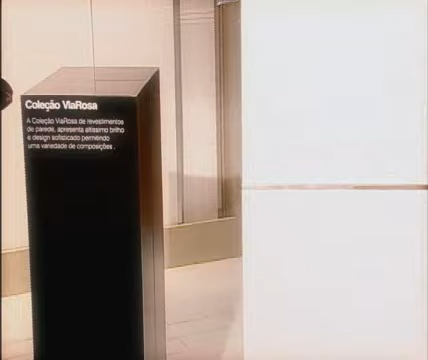 Coleção ViaRosa
A Coleção ViaRosa de revestimentos
de parede, apresenta altíssimo brilho
e design sofisticado permitindo
uma variedade de composições .